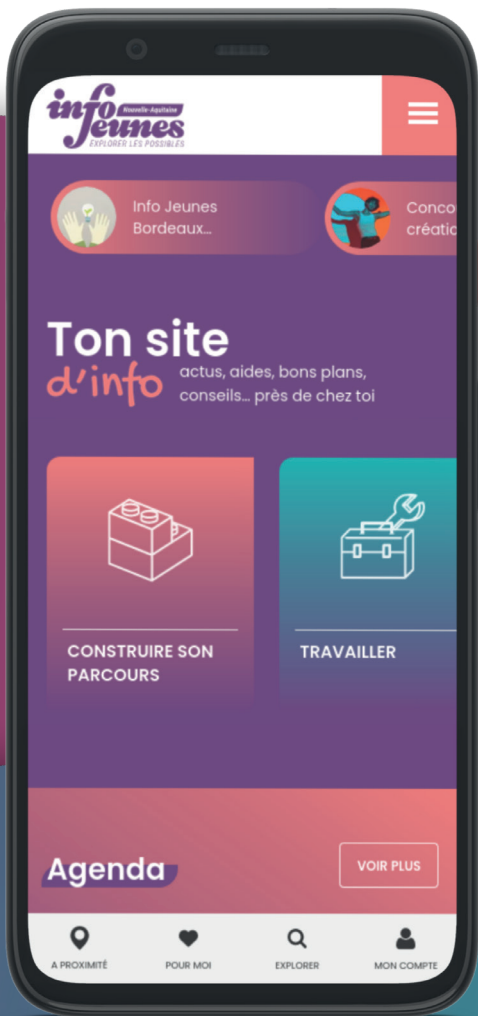 info
Nouvelle-Aquitaine
Jeunes
EXPLORER LES POSSIBLES
Info Jeunes
Bordeaux...
Conco
créatio
Ton site
d'info
actus, aides, bons plans,
conseils... près de chez toi
CONSTRUIRE SON
PARCOURS
TRAVAILLER
Agenda
VOIR PLUS
A PROXIMITÉ
POUR MOI
EXPLORER
MON COMPTE